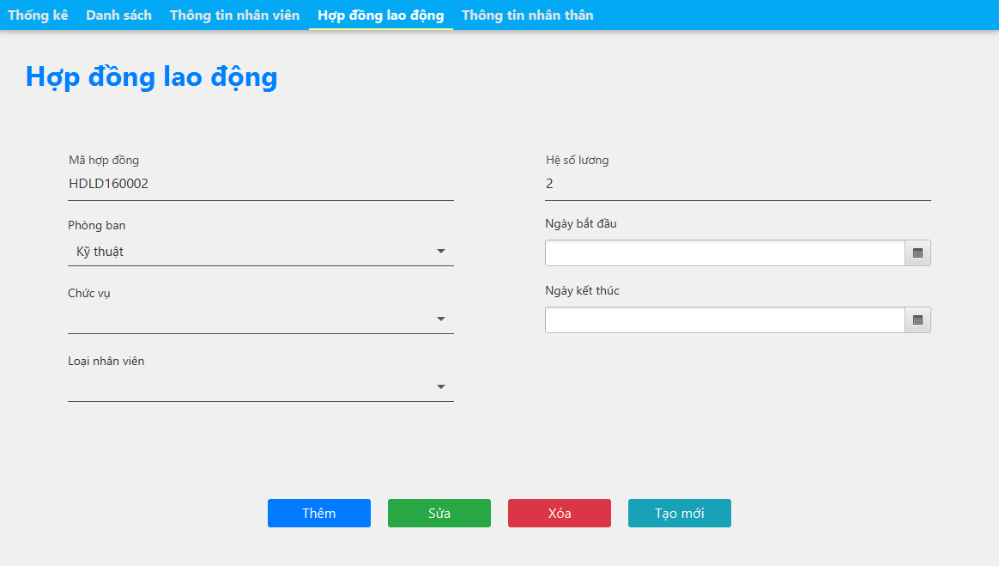 Thống kê Danh sách Thông tin nhân viên Hợp đồng lao động Thông tin nhân thân
Hợp đồng lao động
Mã hợp đồng
HDLD160002
Phòng ban
Kỹ thuật
Chức vụ
Loại nhân viên
Hệ số lương
2
Ngày bắt đầu
Ngày kết thúc
Thêm Sửa Xóa Tạo mới